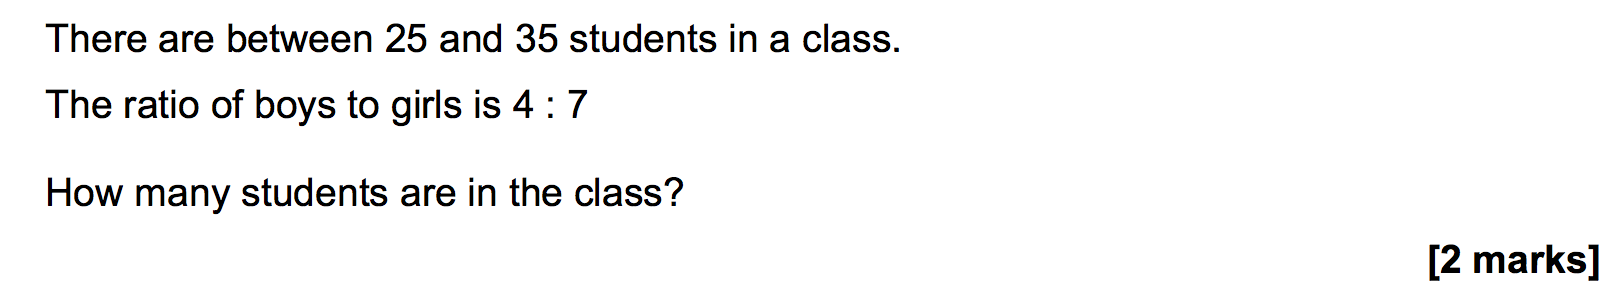 There are between 25 and 35 students in a class.
The ratio of boys to girls is 4 : 7
How many students are in the class?
[2 marks]